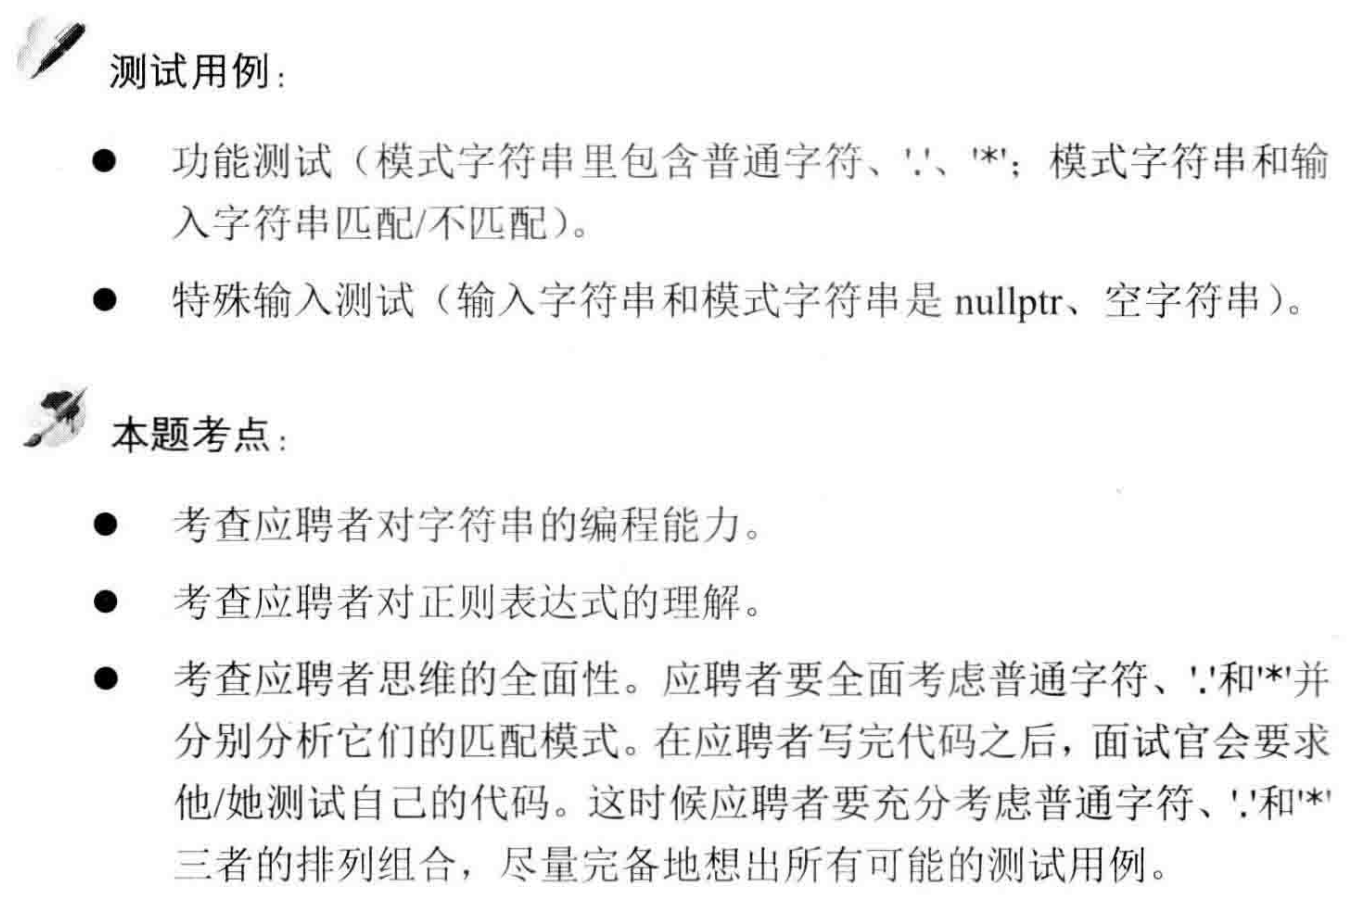 测试用例：
● 功能测试（模式字符串里包含普通字符、'.'、'*'；模式字符串和输
入字符串匹配/不匹配）。
● 特殊输入测试（输入字符串和模式字符串是 nullptr、空字符串）。
本题考点：
● 考查应聘者对字符串的编程能力。
● 考查应聘者对正则表达式的理解。
● 考查应聘者思维的全面性。应聘者要全面考虑普通字符、'.'和'*'并
分别分析它们的匹配模式。在应聘者写完代码之后，面试官会要求
他/她测试自己的代码。这时候应聘者要充分考虑普通字符、'.'和'*'
三者的排列组合，尽量完备地想出所有可能的测试用例。